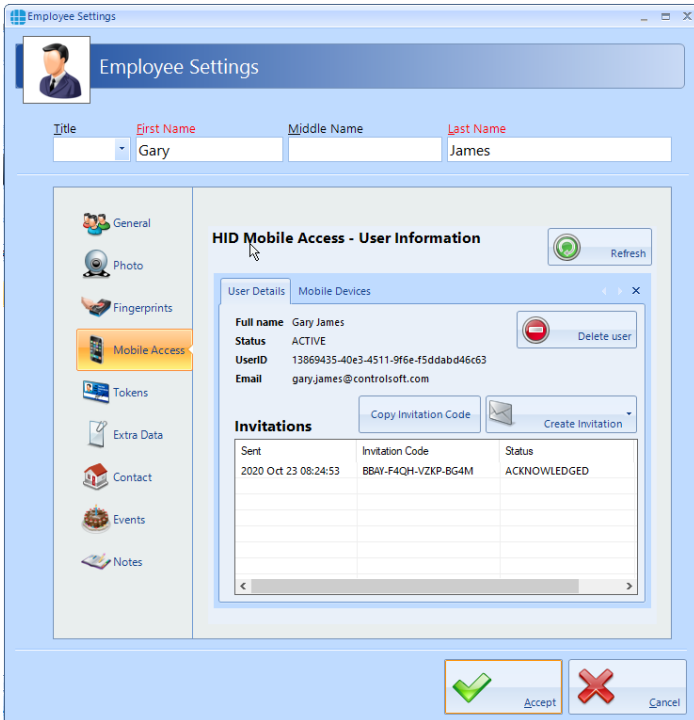 Employee Settings
Employee Settings
Title First Name Middle Name Last Name
Gary James
General
Photo
Fingerprints
Mobile Access
Tokens
Extra Data
Contact
Events
Notes
HID Mobile Access - User Information
Refresh
User Details Mobile Devices
Full name Gary James
Status ACTIVE
UserID 13869435-40e3-4511-9f6e-f5ddabd46c63
Email gary.james@controlsoft.com
Delete user
Invitations
Copy Invitation Code
Create Invitation
Sent Invitation Code Status
2020 Oct 23 08:24:53 BBAY-F4QH-VZKP-BG4M ACKNOWLEDGED
Accept
Cancel